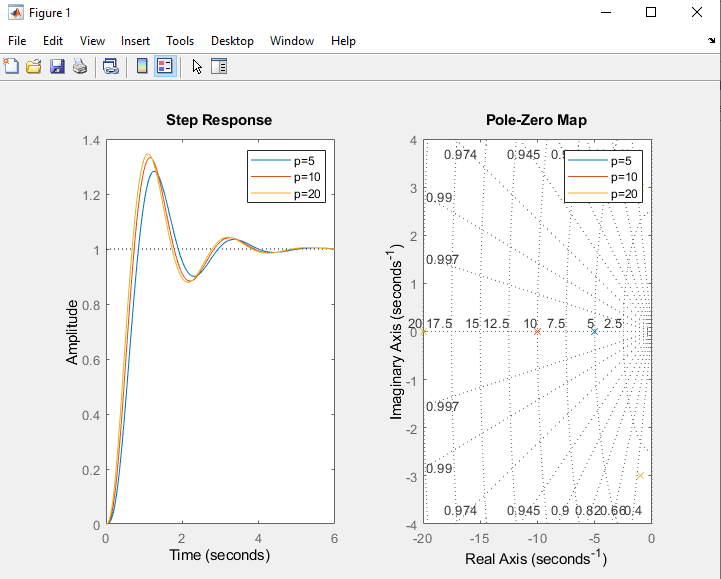 Figure 1
File Edit View Insert Tools Desktop Window Help
Step Response
1.4
1.2
1
0.8
0.6
0.4
0.2
0
Amplitude
p=5
p=10
p=20
0 2 4 6
Time (seconds)
Pole-Zero Map
4
3
2
1
0
-1
-2
-3
-4
Imaginary Axis (seconds-1)
0.974 0.945
p=5
p=10
p=20
0.99
0.997
20 17.5 15 12.5 10 7.5 5 2.5
0.997
0.99
0.974 0.945 0.9 0.82 0.66 0.4
-20 -15 -10 -5 0
Real Axis (seconds-1)